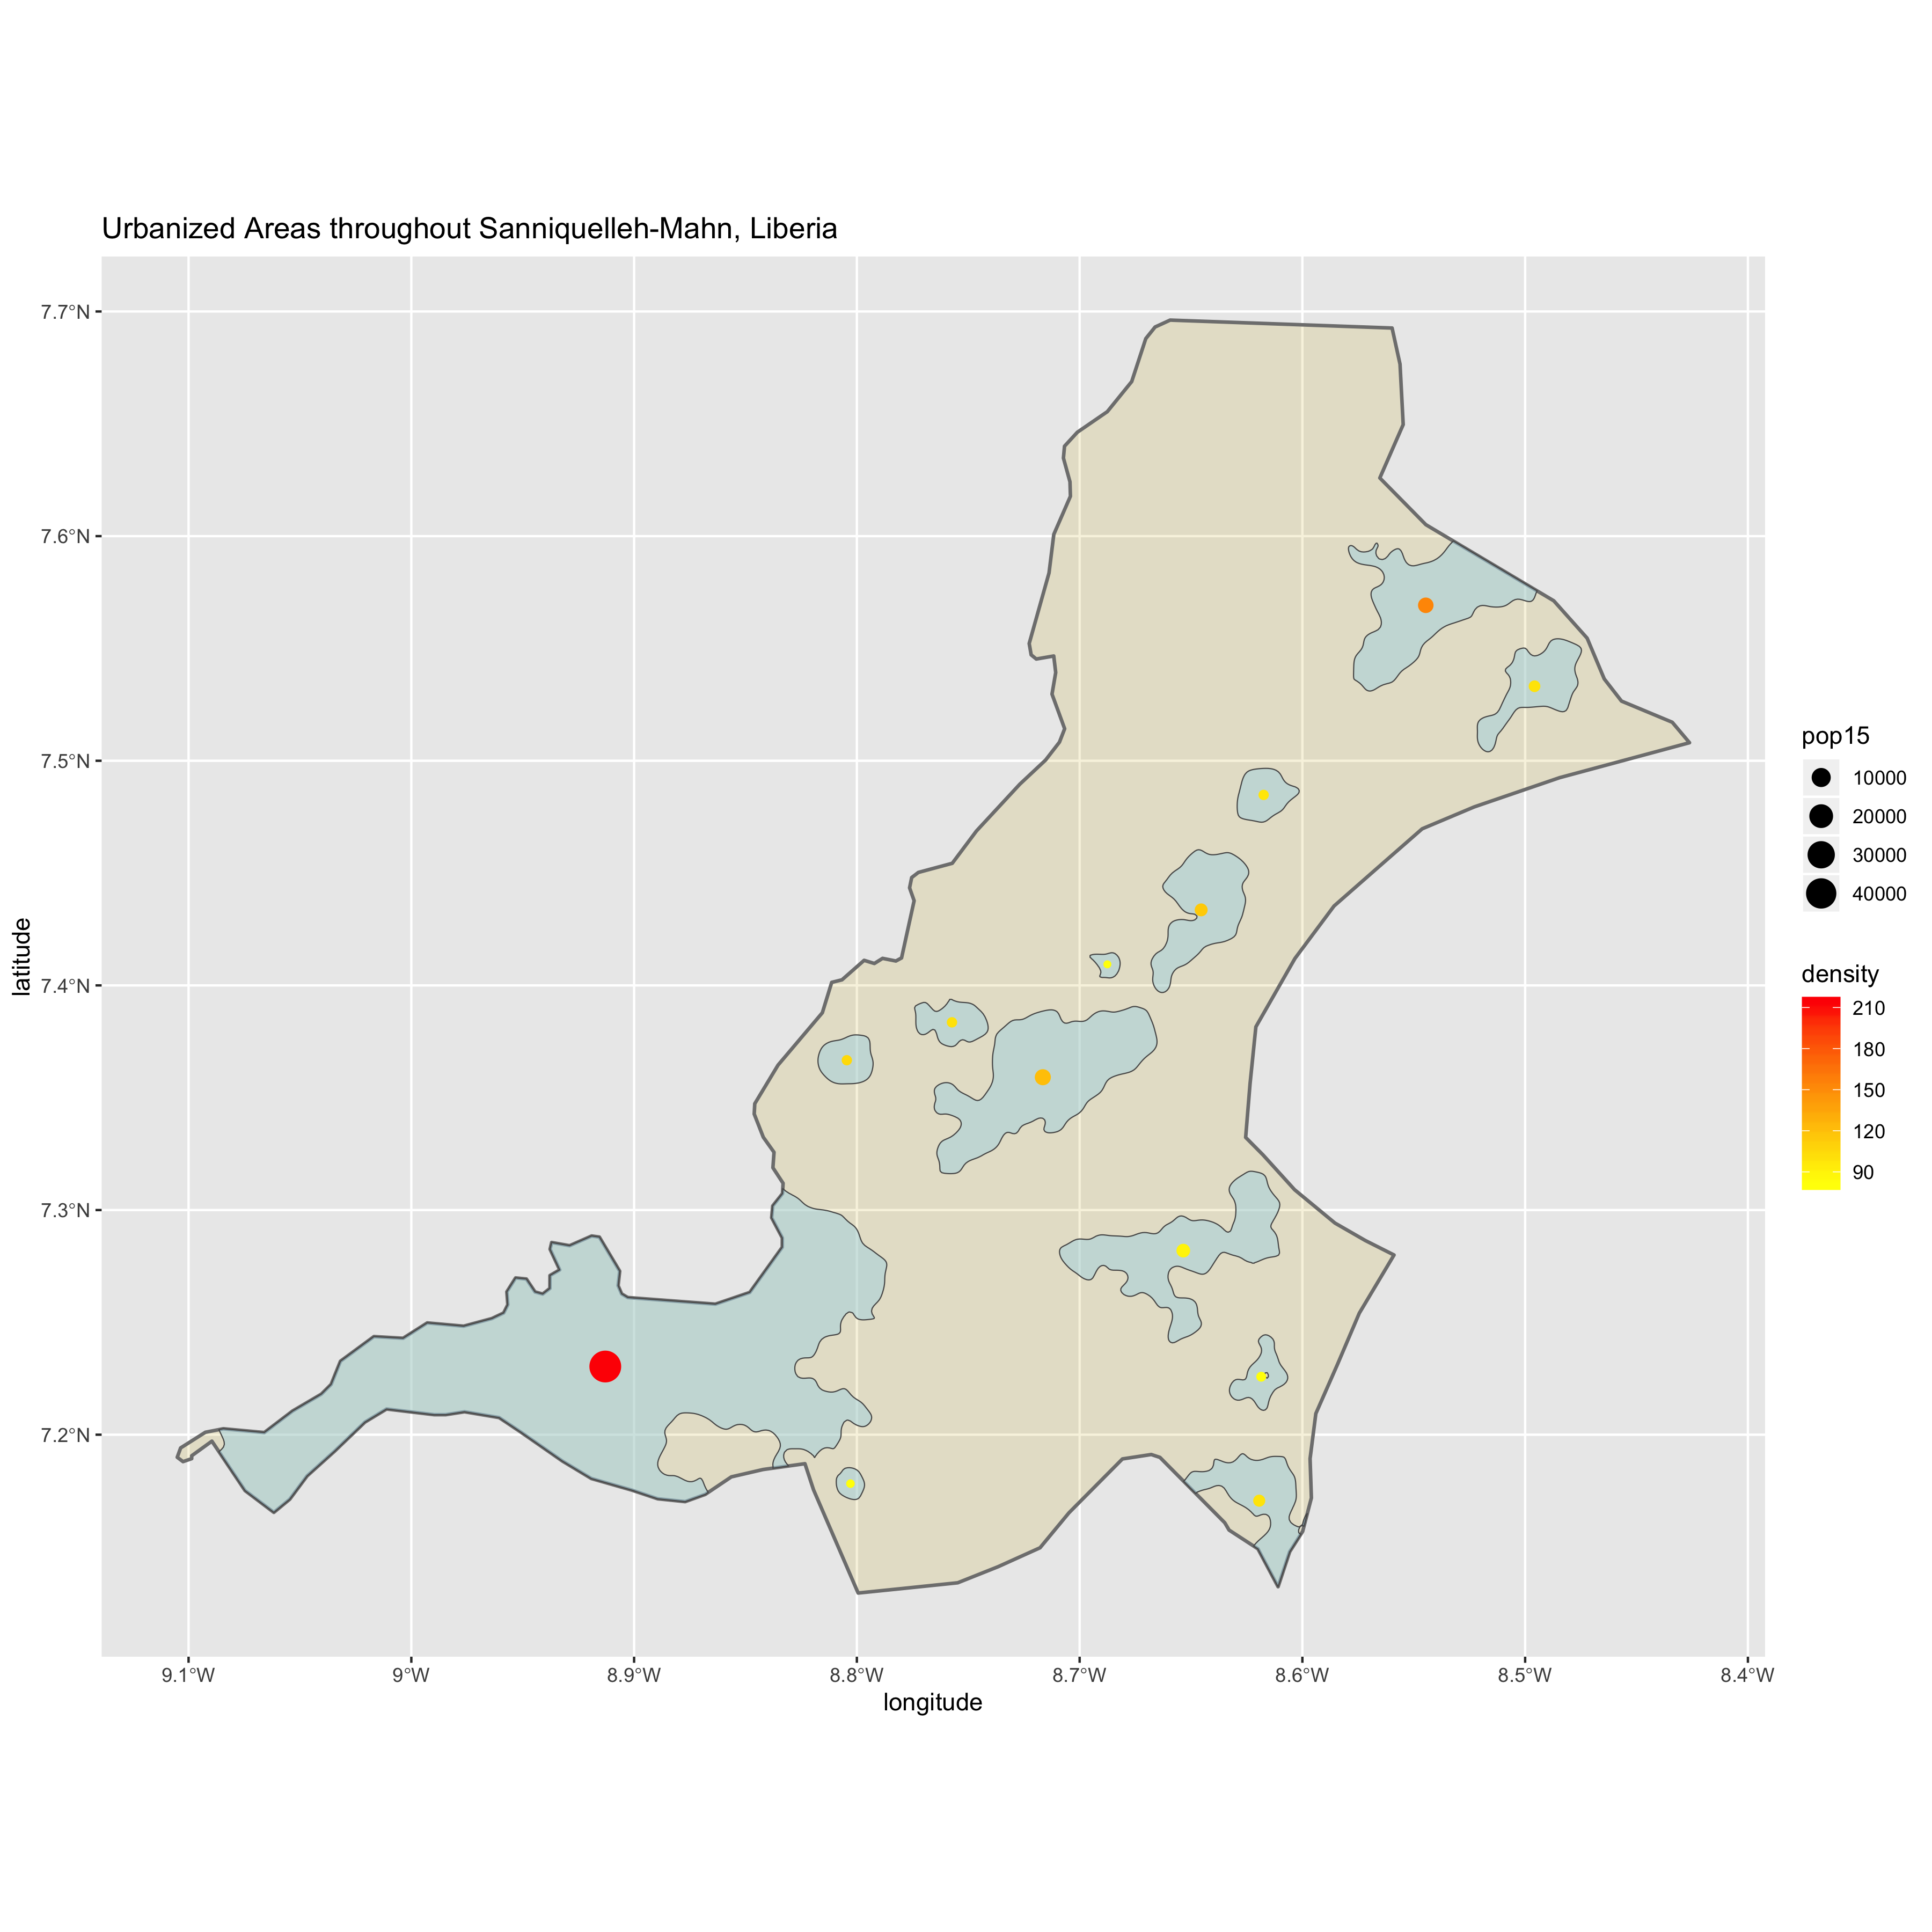 Urbanized Areas throughout Sanniquelleh-Mahn, Liberia
7.7°N
7.6°N
7.5°N
7.4°N
7.3°N
7.2°N
latitude
9.1°W
9°W
8.9°W
8.8°W
8.7°W
8.6°W
8.5°W
8.4°W
longitude
pop15
10000
20000
30000
40000
density
210
180
150
120
90